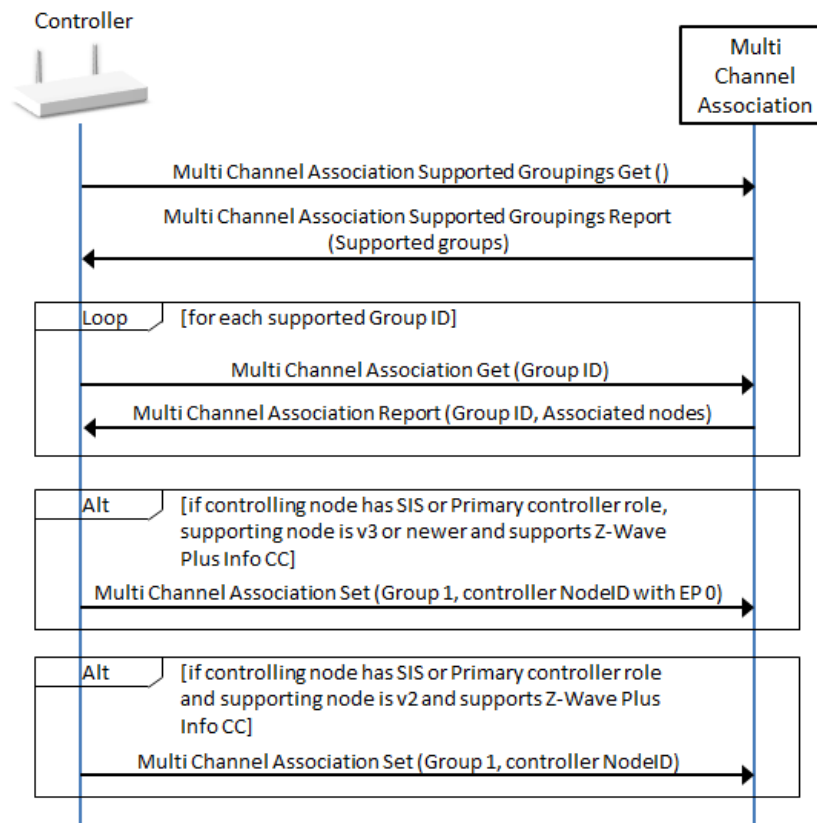 Controller
Multi
Channel
Association
Multi Channel Association Supported Groupings Get ()
Multi Channel Association Supported Groupings Report
(Supported groups)
Loop [for each supported Group ID]
Multi Channel Association Get (Group ID)
Multi Channel Association Report (Group ID, Associated nodes)
Alt [if controlling node has SIS or Primary controller role,
supporting node is v3 or newer and supports Z-Wave
Plus Info CC]
Multi Channel Association Set (Group 1, controller NodeID with EP 0)
Alt [if controlling node has SIS or Primary controller role
and supporting node is v2 and supports Z-Wave Plus
Info CC]
Multi Channel Association Set (Group 1, controller NodeID)